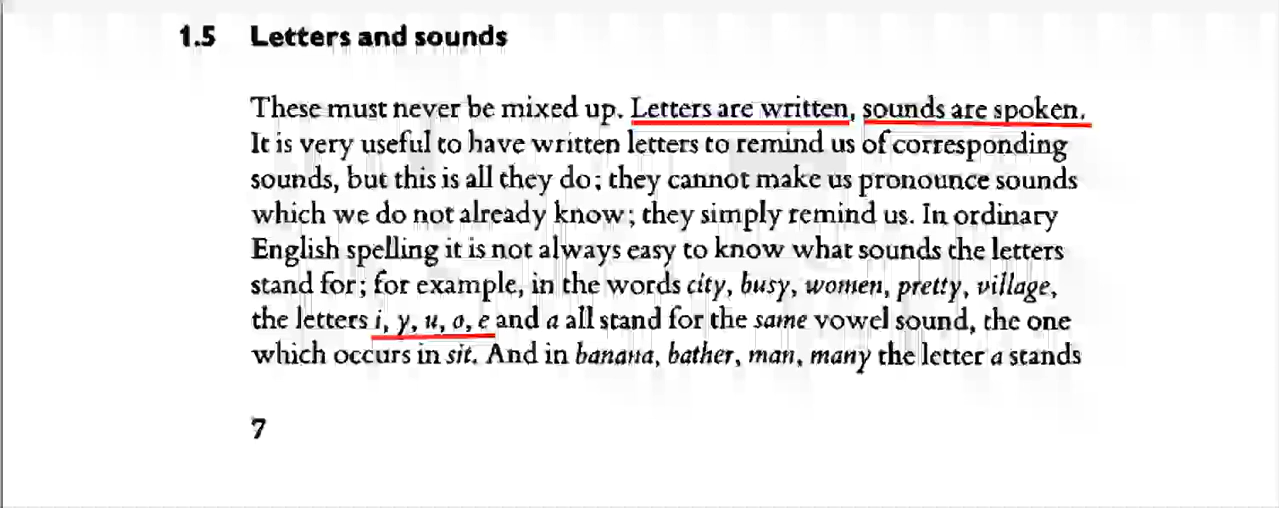 1.5 Letters and sounds
These must never be mixed up. Letters are written, sounds are spoken.
It is very useful to have written letters to remind us of corresponding
sounds, but this is all they do; they cannot make us pronounce sounds
which we do not already know; they simply remind us. In ordinary
English spelling it is not always easy to know what sounds the letters
stand for; for example, in the words city, busy, women, pretty, village,
the letters i, y, u, o, e and a all stand for the same vowel sound, the one
which occurs in sit. And in banana, bather, man, many the letter a stands
7